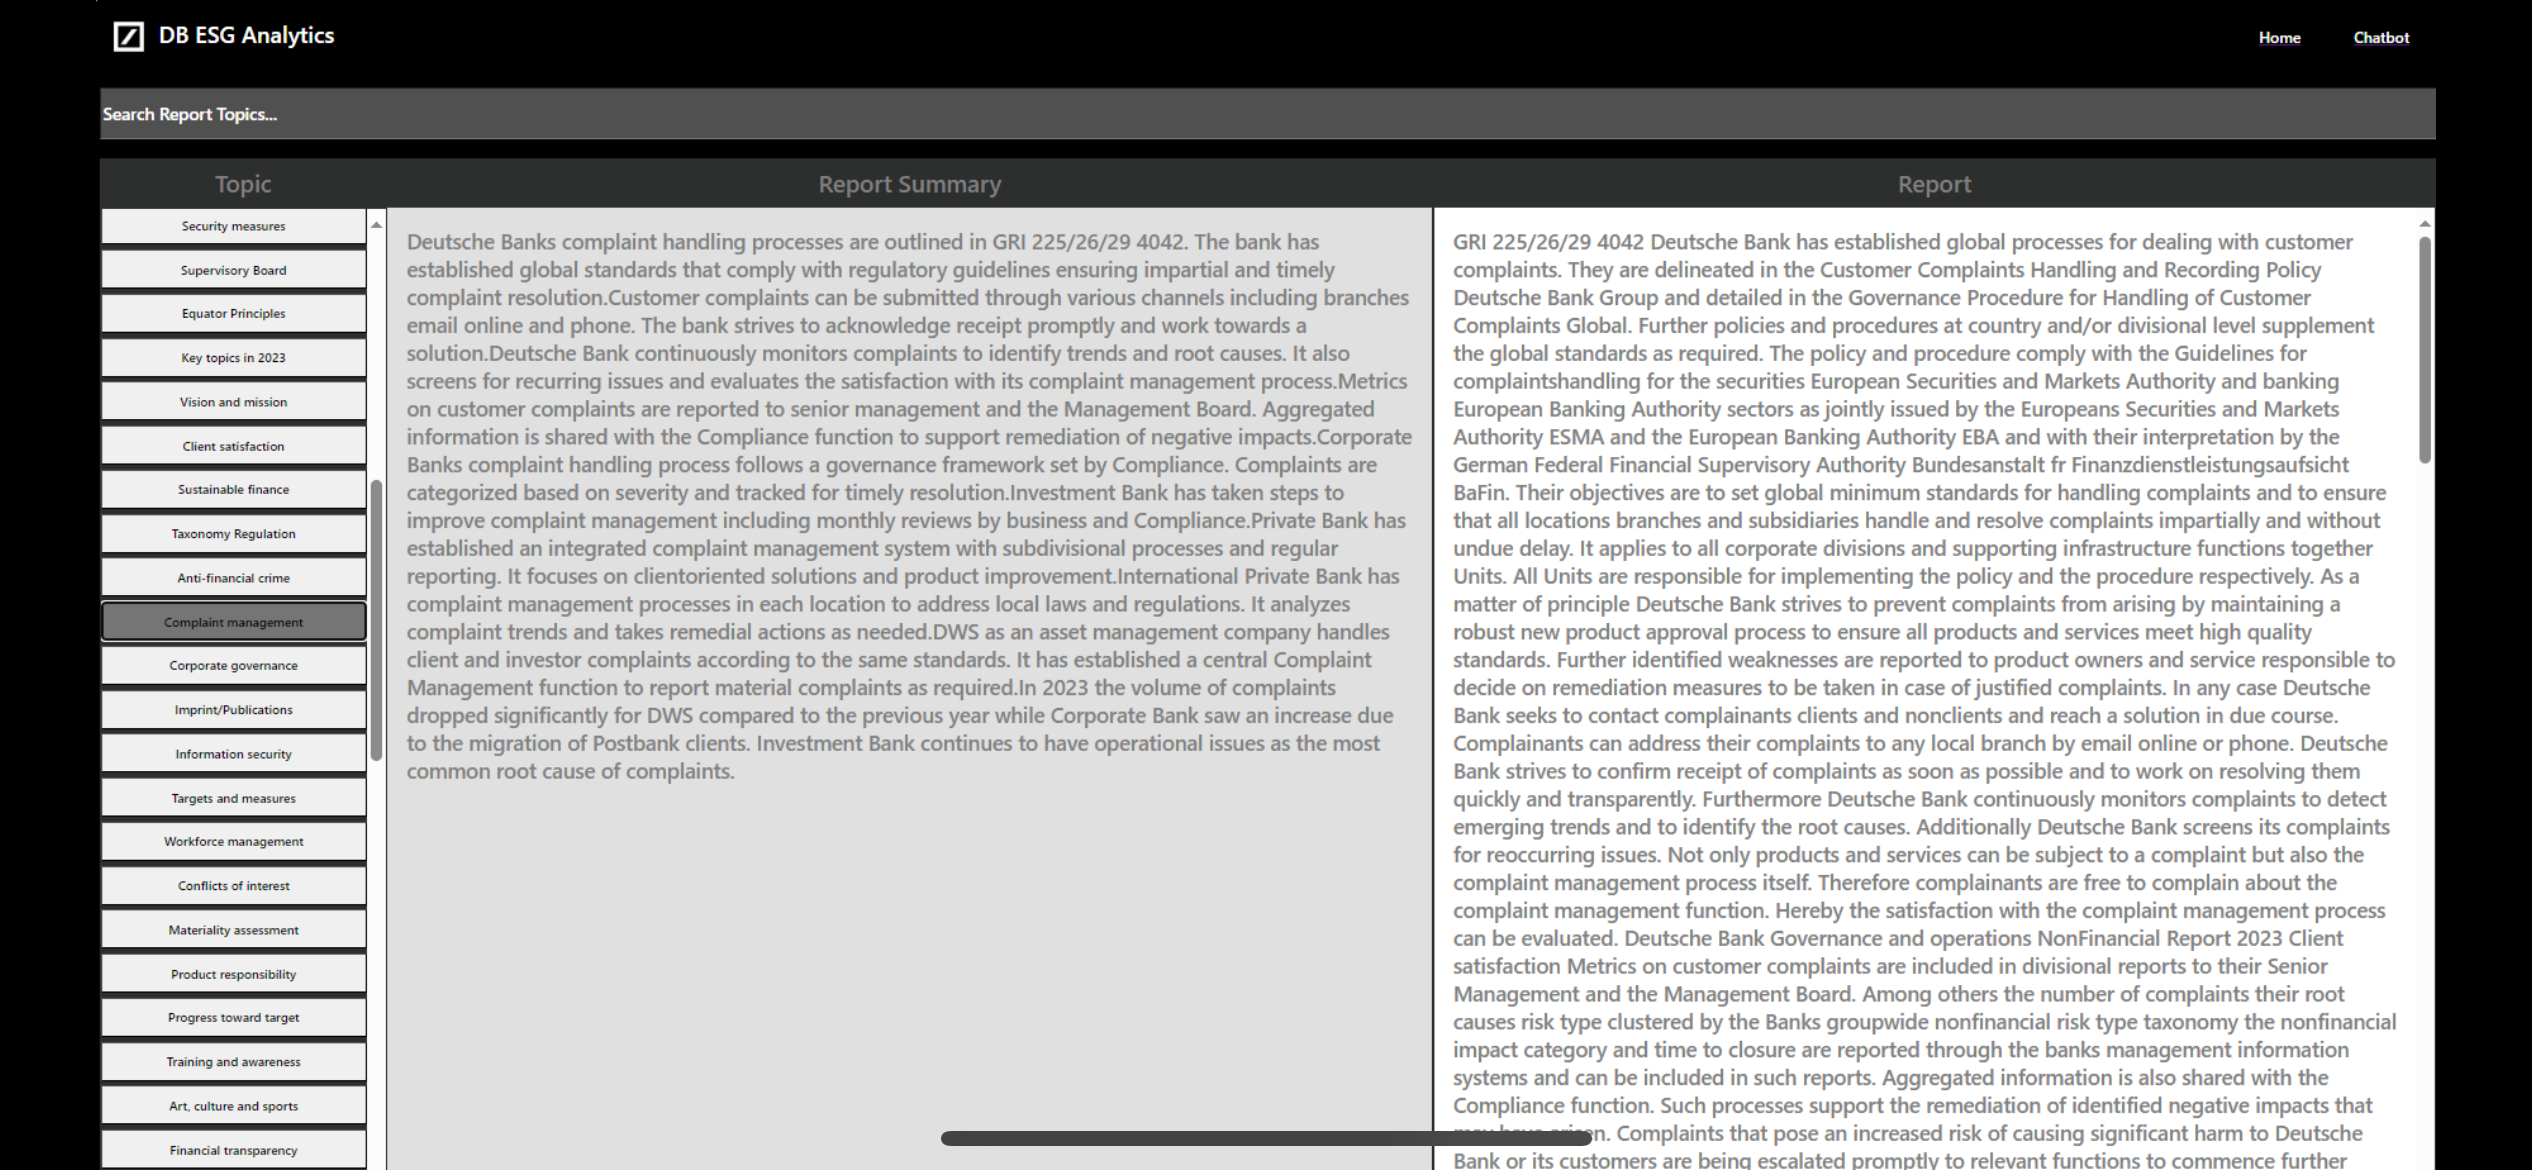 DB ESG Analytics
Home
Chatbot
Search Report Topics...
Topic
Report Summary
Report
Security measures
Supervisory Board
Equator Principles
Key topics in 2023
Vision and mission
Client satisfaction
Sustainable finance
Taxonomy Regulation
Anti-financial crime
Complaint management
Corporate governance
Imprint/Publications
Information security
Targets and measures
Workforce management
Conflicts of interest
Materiality assessment
Product responsibility
Progress toward target
Training and awareness
Art, culture and sports
Financial transparency
Deutsche Banks complaint handling processes are outlined in GRI 225/26/29 4042. The bank has
established global standards that comply with regulatory guidelines ensuring impartial and timely
complaint resolution.Customer complaints can be submitted through various channels including branches
email online and phone. The bank strives to acknowledge receipt promptly and work towards a
solution.Deutsche Bank continuously monitors complaints to identify trends and root causes. It also
screens for recurring issues and evaluates the satisfaction with its complaint management process.Metrics
on customer complaints are reported to senior management and the Management Board. Aggregated
information is shared with the Compliance function to support remediation of negative impacts.Corporate
Banks complaint handling process follows a governance framework set by Compliance. Complaints are
categorized based on severity and tracked for timely resolution.Investment Bank has taken steps to
improve complaint management including monthly reviews by business and Compliance.Private Bank has
established an integrated complaint management system with subdivisional processes and regular
reporting. It focuses on clientoriented solutions and product improvement.International Private Bank has
complaint management processes in each location to address local laws and regulations. It analyzes
complaint trends and takes remedial actions as needed.DWS as an asset management company handles
client and investor complaints according to the same standards. It has established a central Complaint
Management function to report material complaints as required.In 2023 the volume of complaints
dropped significantly for DWS compared to the previous year while Corporate Bank saw an increase due
to the migration of Postbank clients. Investment Bank continues to have operational issues as the most
common root cause of complaints.
GRI 225/26/29 4042 Deutsche Bank has established global processes for dealing with customer
complaints. They are delineated in the Customer Complaints Handling and Recording Policy
Deutsche Bank Group and detailed in the Governance Procedure for Handling of Customer
Complaints Global. Further policies and procedures at country and/or divisional level supplement
the global standards as required. The policy and procedure comply with the Guidelines for
complaintshandling for the securities European Securities and Markets Authority and banking
European Banking Authority sectors as jointly issued by the Europeans Securities and Markets
Authority ESMA and the European Banking Authority EBA and with their interpretation by the
German Federal Financial Supervisory Authority Bundesanstalt fr Finanzdienstleistungsaufsicht
BaFin. Their objectives are to set global minimum standards for handling complaints and to ensure
that all locations branches and subsidiaries handle and resolve complaints impartially and without
undue delay. It applies to all corporate divisions and supporting infrastructure functions together
Units. All Units are responsible for implementing the policy and the procedure respectively. As a
matter of principle Deutsche Bank strives to prevent complaints from arising by maintaining a
robust new product approval process to ensure all products and services meet high quality
standards. Further identified weaknesses are reported to product owners and service responsible to
decide on remediation measures to be taken in case of justified complaints. In any case Deutsche
Bank seeks to contact complainants clients and nonclients and reach a solution in due course.
Complainants can address their complaints to any local branch by email online or phone. Deutsche
Bank strives to confirm receipt of complaints as soon as possible and to work on resolving them
quickly and transparently. Furthermore Deutsche Bank continuously monitors complaints to detect
emerging trends and to identify the root causes. Additionally Deutsche Bank screens its complaints
for reoccurring issues. Not only products and services can be subject to a complaint but also the
complaint management process itself. Therefore complainants are free to complain about the
complaint management function. Hereby the satisfaction with the complaint management process
can be evaluated. Deutsche Bank Governance and operations NonFinancial Report 2023 Client
satisfaction Metrics on customer complaints are included in divisional reports to their Senior
Management and the Management Board. Among others the number of complaints their root
causes risk type clustered by the Banks groupwide nonfinancial risk type taxonomy the nonfinancial
impact category and time to closure are reported through the banks management information
systems and can be included in such reports. Aggregated information is also shared with the
Compliance function. Such processes support the remediation of identified negative impacts that
Complaints that pose an increased risk of causing significant harm to Deutsche
Bank or its customers are being escalated promptly to relevant functions to commence further